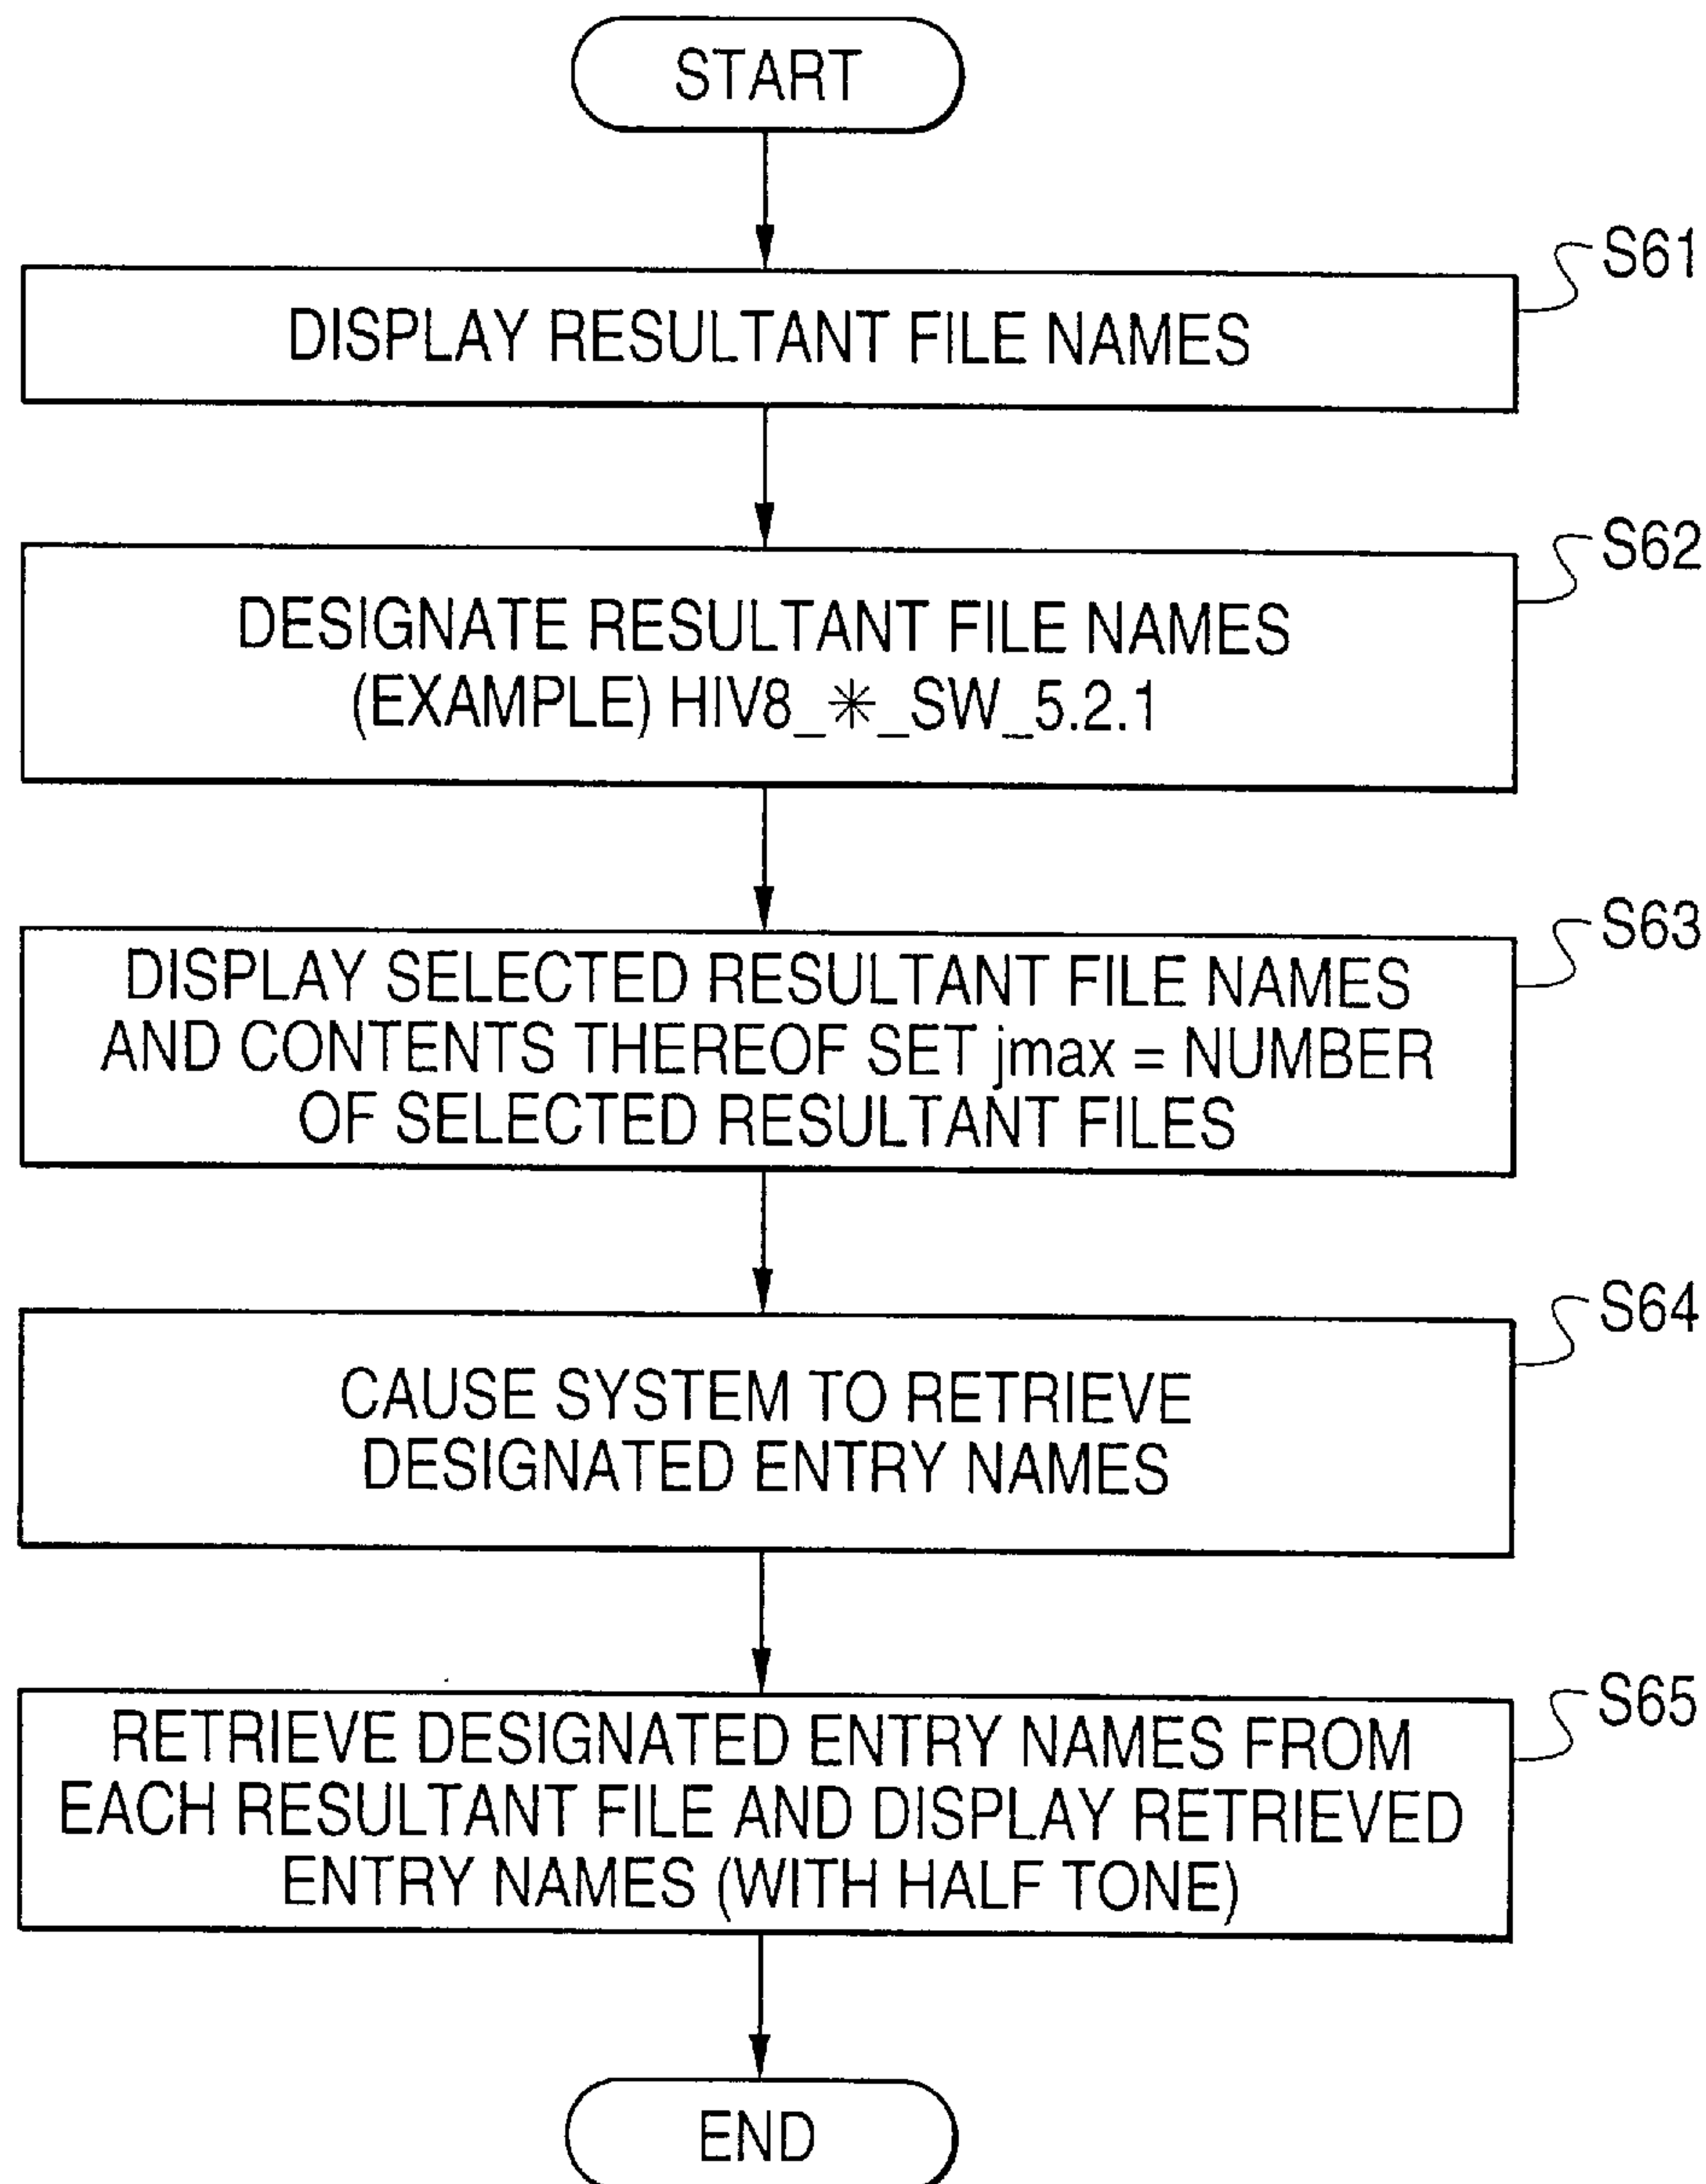 START
S61
DISPLAY RESULTANT FILE NAMES
S62
DESIGNATE RESULTANT FILE NAMES
(EXAMPLE) HIV8_*_SW_5.2.1
S63
DISPLAY SELECTED RESULTANT FILE NAMES
AND CONTENTS THEREOF SET jmax = NUMBER
OF SELECTED RESULTANT FILES
S64
CAUSE SYSTEM TO RETRIEVE
DESIGNATED ENTRY NAMES
S65
RETRIEVE DESIGNATED ENTRY NAMES FROM
EACH RESULTANT FILE AND DISPLAY RETRIEVED
ENTRY NAMES (WITH HALF TONE)
END